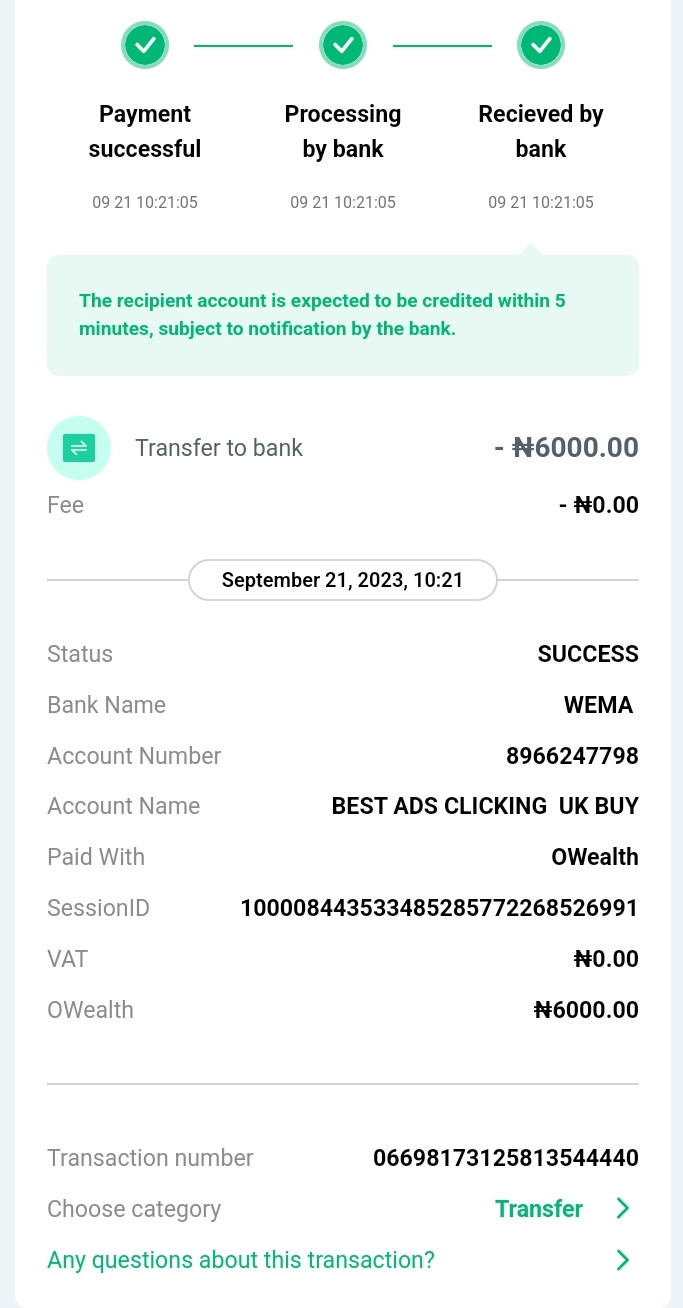 Payment successful
Processing by bank
Recieved by bank
09 21 10:21:05
09 21 10:21:05
09 21 10:21:05
The recipient account is expected to be credited within 5
minutes, subject to notification by the bank.
Transfer to bank - ₦6000.00
Fee - ₦0.00
September 21, 2023, 10:21
Status SUCCESS
Bank Name WEMA
Account Number 8966247798
Account Name BEST ADS CLICKING UK BUY
Paid With OWealth
SessionID 100008443533485285772268526991
VAT ₦0.00
OWealth ₦6000.00
Transaction number 06698173125813544440
Choose category Transfer
Any questions about this transaction?